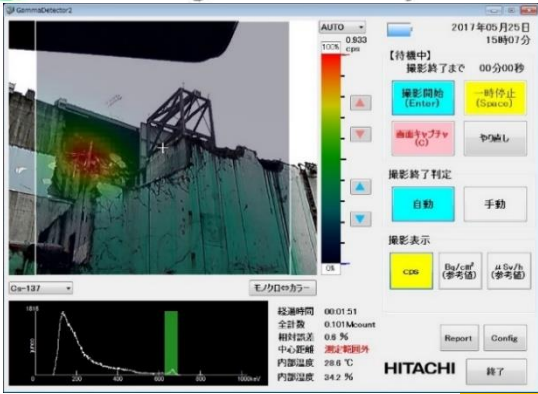 GammaDetector2
AUTO
100%
0.933
cps
0%
Cs-137
モノクロ⇔カラー
counts
0
200
400
600
800
1000keV
経過時間 00:01:51
全計数 0.101Mcount
相対誤差 0.6 %
中心距離 測定範囲外
内部温度 28.6 ℃
内部湿度 34.2 %
2017年05月25日
15時07分
【待機中】
撮影終了まで 00分00秒
撮影開始
(Enter)
一時停止
(Space)
画面キャプチャ
(C)
やり直し
撮影終了判定
自動
手動
撮影表示
cps
Bq/cm²
(参考値)
μSv/h
(参考値)
Report
Config
HITACHI
終了